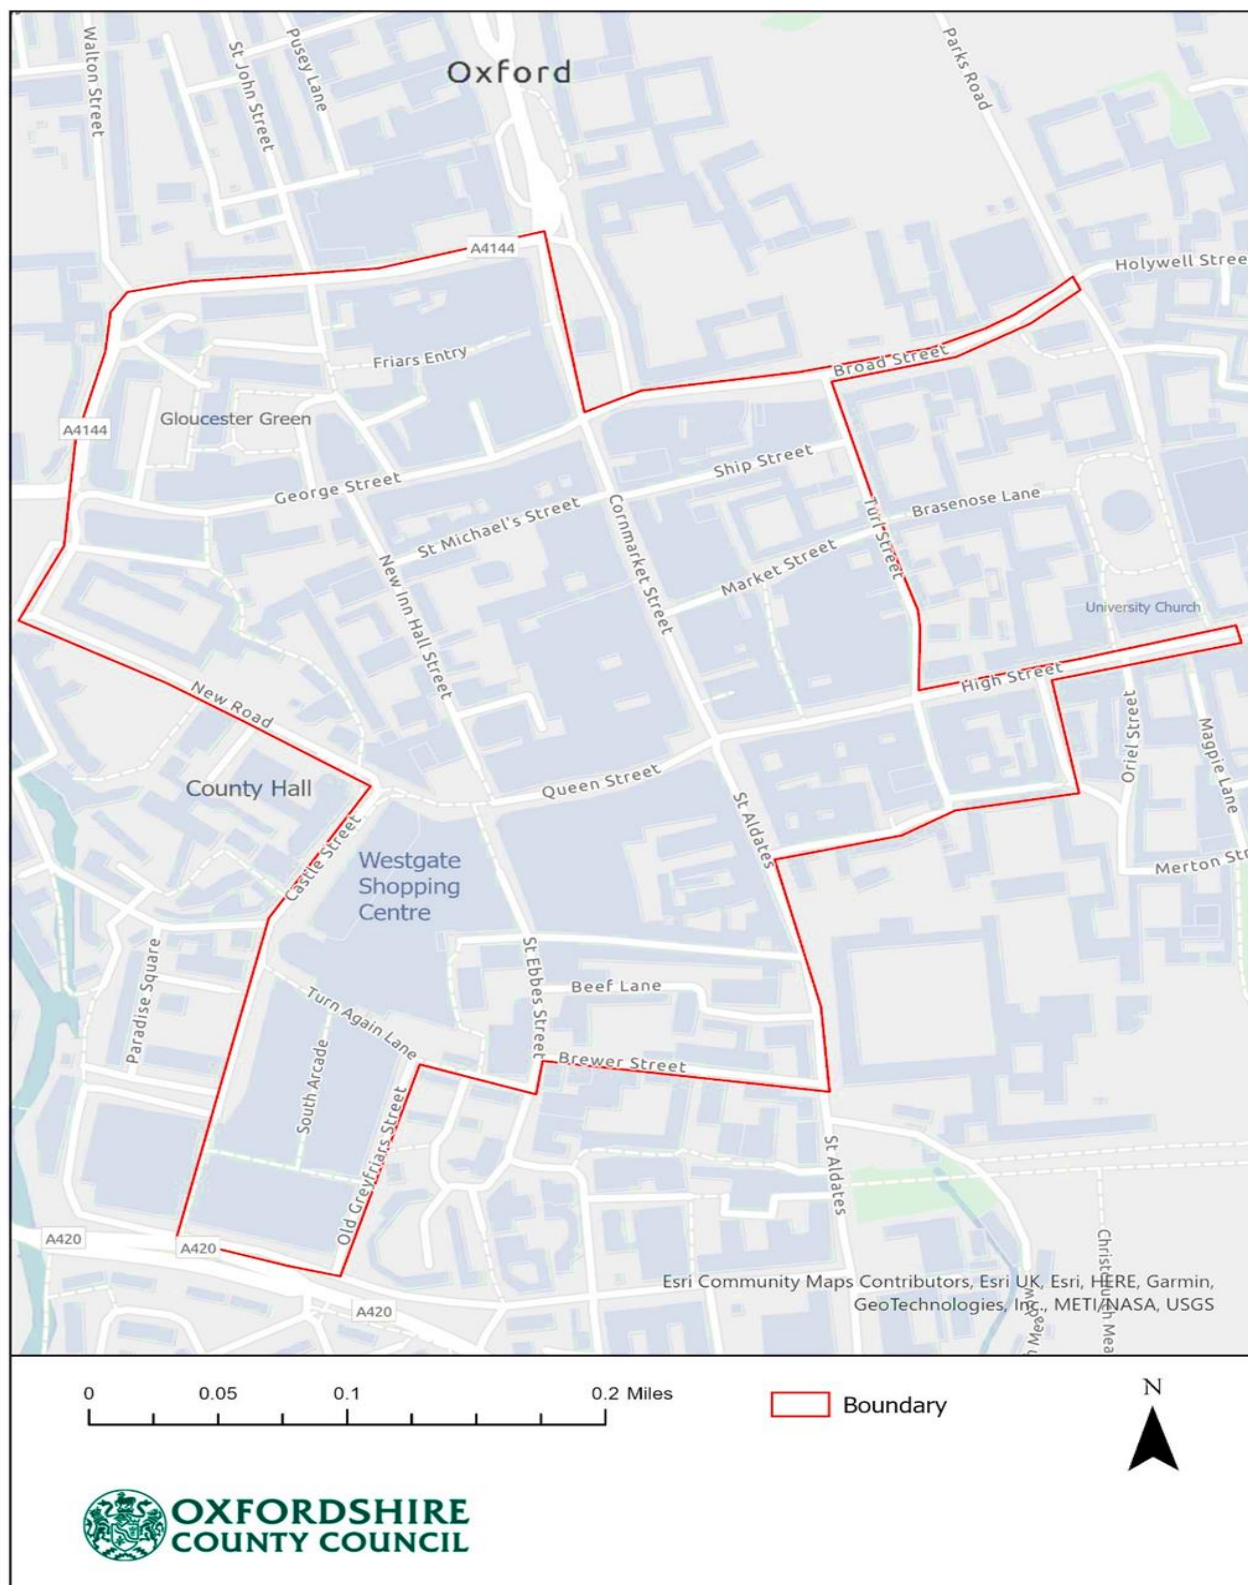 Walton Street
St John Street
Pusey Lane
Oxford
Parks Road
Holywell Stree
A4144
Broad Street
Friars Entry
Gloucester Green
A4144
George Street
St Michael's Street
Ship Street
Cornmarket Street
Turl Street
Brasenose Lane
Market Street
New Inn Hall Street
University Church
High Street
New Road
Oriel Street
Magpie Lane
County Hall
Queen Street
St Aldates
Castle Street
Westgate
Shopping
Centre
Merton Str
Paradise Square
Turn Again Lane
St Ebbes Street
Beef Lane
Brewer Street
South Arcade
Old Greyfriars Street
St Aldates
A420
A420
A420
Christchurch Mea
Esri Community Maps Contributors, Esri UK, Esri, HERE, Garmin,
GeoTechnologies, Inc., METI/NASA, USGS
0 0.05 0.1 0.2 Miles
Boundary
N
OXFORDSHIRE
COUNTY COUNCIL